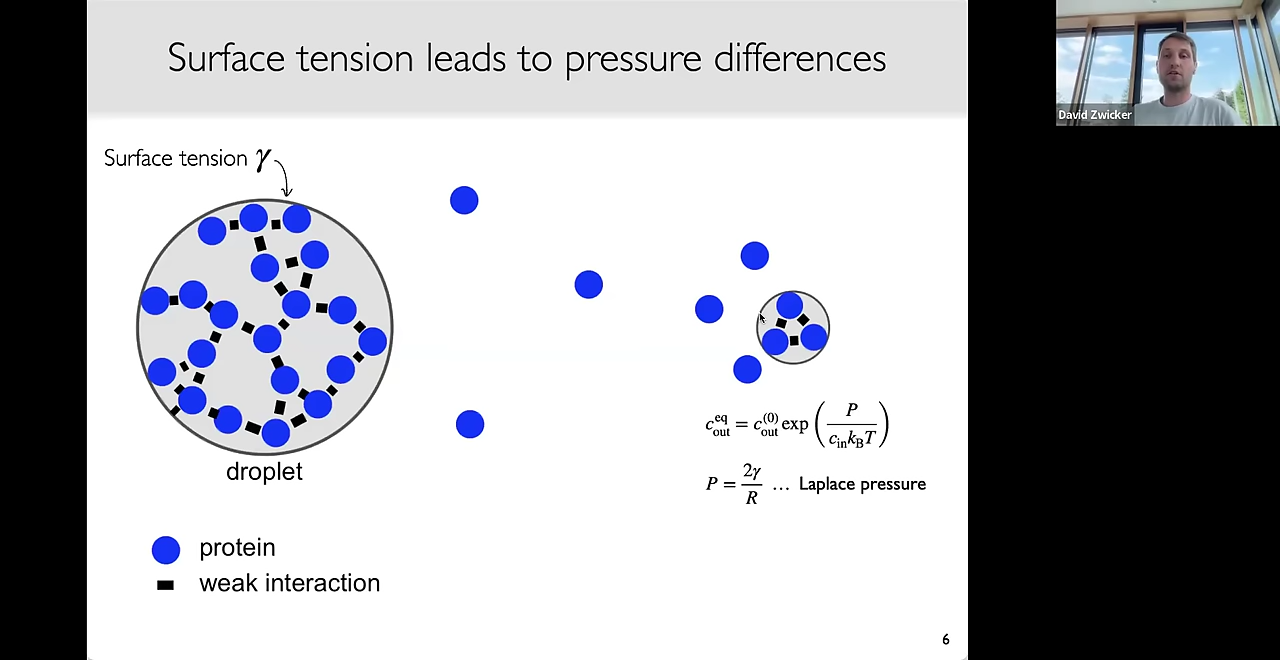 Surface tension leads to pressure differences
David Zwicker
Surface tension γ
c_out^eq = c_out^(0) exp(P / (c_in k_B T))
P = 2γ / R … Laplace pressure
droplet
protein
weak interaction
6